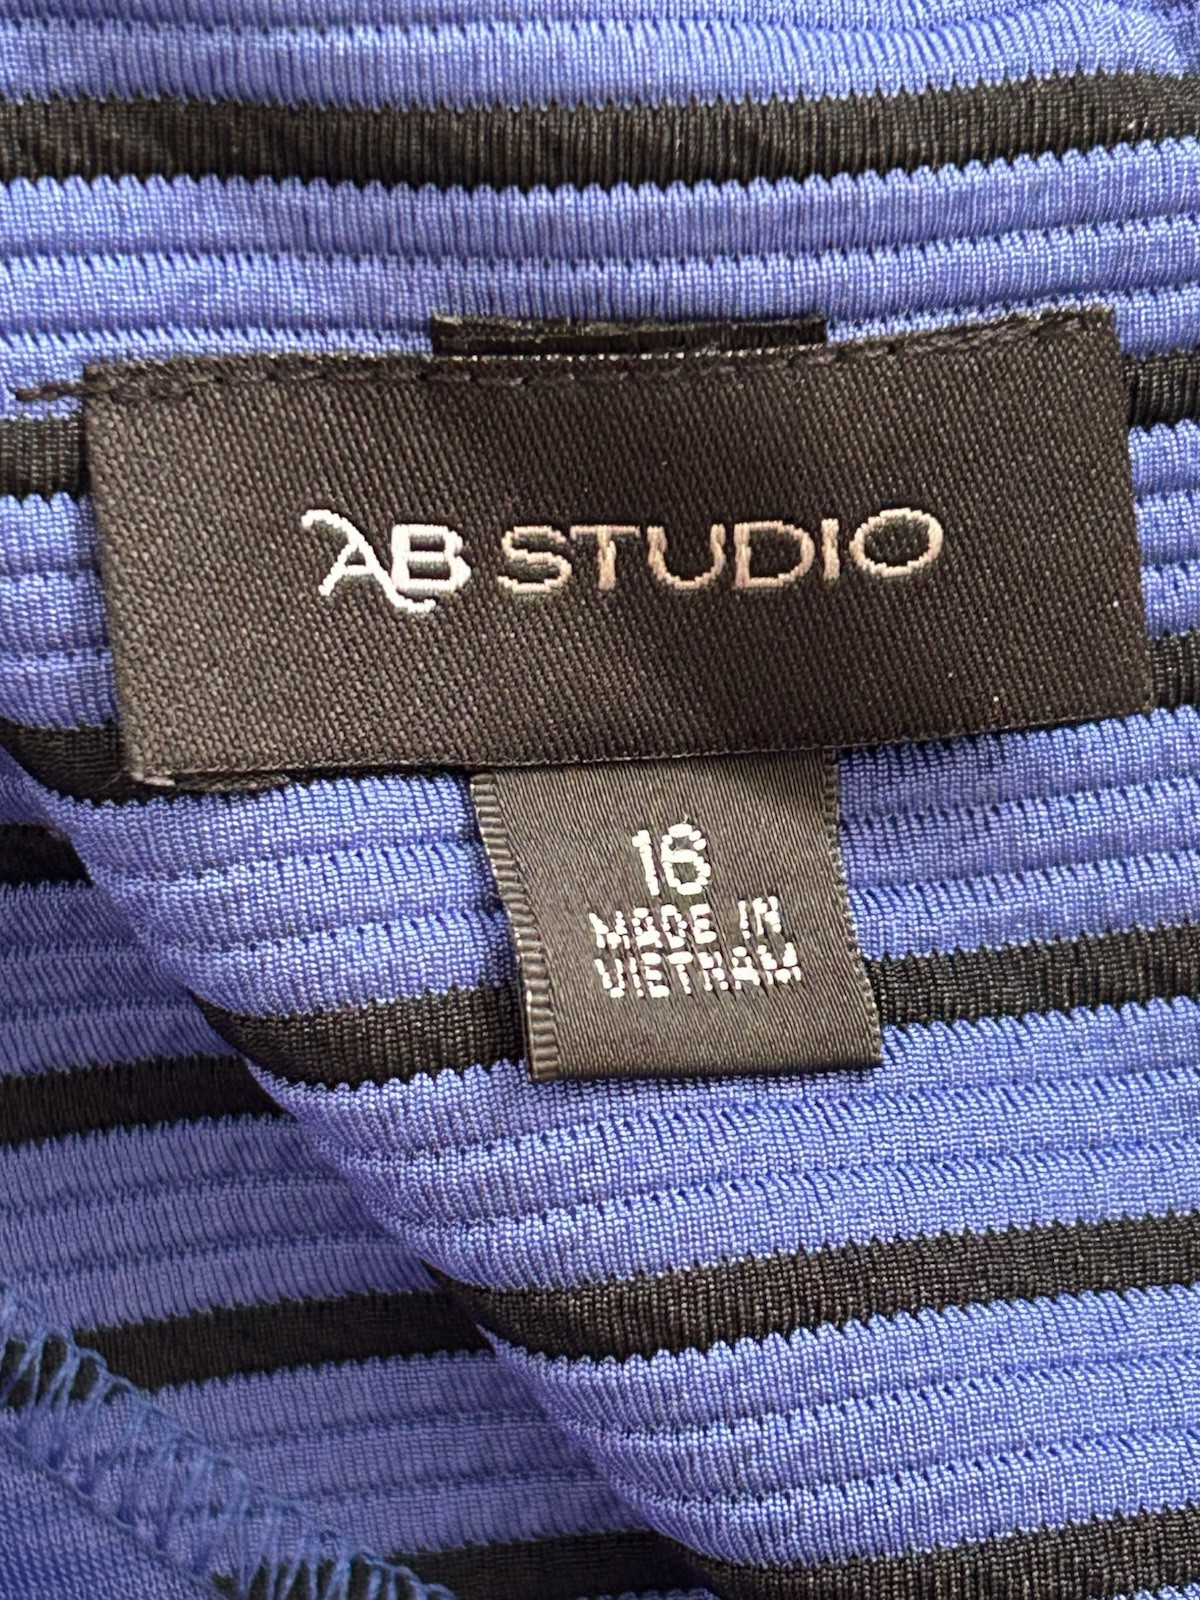 AB STUDIO
16
MADE IN
VIETNAM